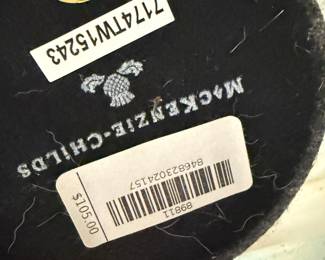 7174TW15243
MACKENZIE-CHILDS
89811
846823024157
$105.00